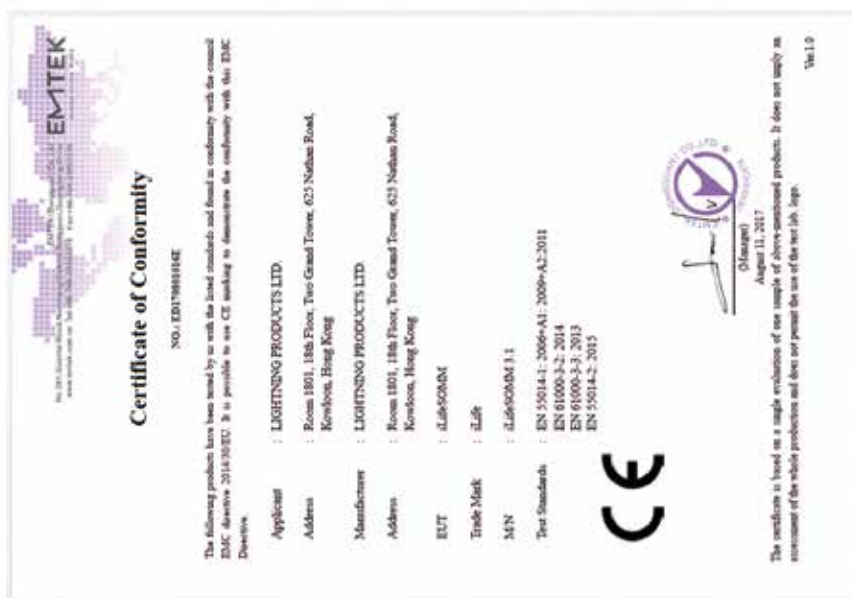 EMTEK
Certificate of Conformity
NO.: ED170801016E
The following products have been tested by us with the listed standards and found in conformity with the council
EMC directive 2014/30/EU. It is possible to use CE marking to demonstrate the conformity with this EMC
Directive.
Applicant : LIGHTNING PRODUCTS LTD.
Address : Room 1801, 18th Floor, Two Grand Tower, 625 Nathan Road,
Kowloon, Hong Kong
Manufacturer : LIGHTNING PRODUCTS LTD.
Address : Room 1801, 18th Floor, Two Grand Tower, 625 Nathan Road,
Kowloon, Hong Kong
EUT : iLifeSOMM
Trade Mark : iLife
M/N : iLifeSOMM 3.1
Test Standards : EN 55014-1: 2006+A1: 2009+A2:2011
EN 61000-3-2: 2014
EN 61000-3-3: 2013
EN 55014-2: 2015
CE
(Manager)
August 11, 2017
The certificate is based on a single evaluation of one sample of above-mentioned products. It does not imply an
assessment of the whole production and does not permit the use of the test lab. logo.
Ver.1.0